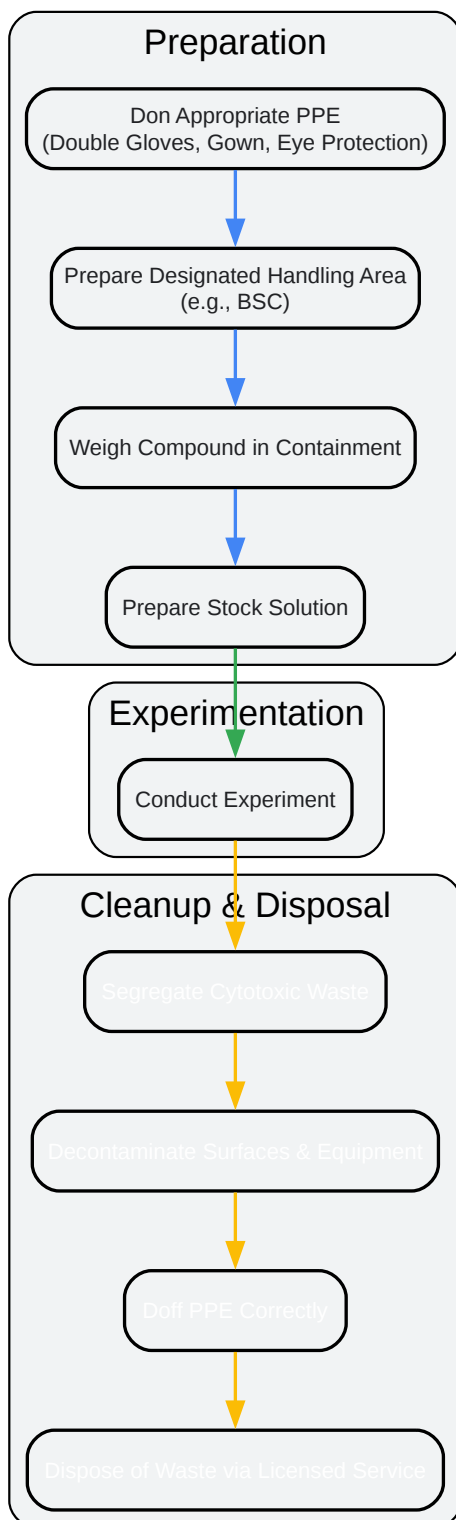 Preparation
Don Appropriate PPE
(Double Gloves, Gown, Eye Protection)
Prepare Designated Handling Area
(e.g., BSC)
Weigh Compound in Containment
Prepare Stock Solution
Experimentation
Conduct Experiment
Cleanup & Disposal
Segregate Cytotoxic Waste
Decontaminate Surfaces & Equipment
Doff PPE Correctly
Dispose of Waste via Licensed Service